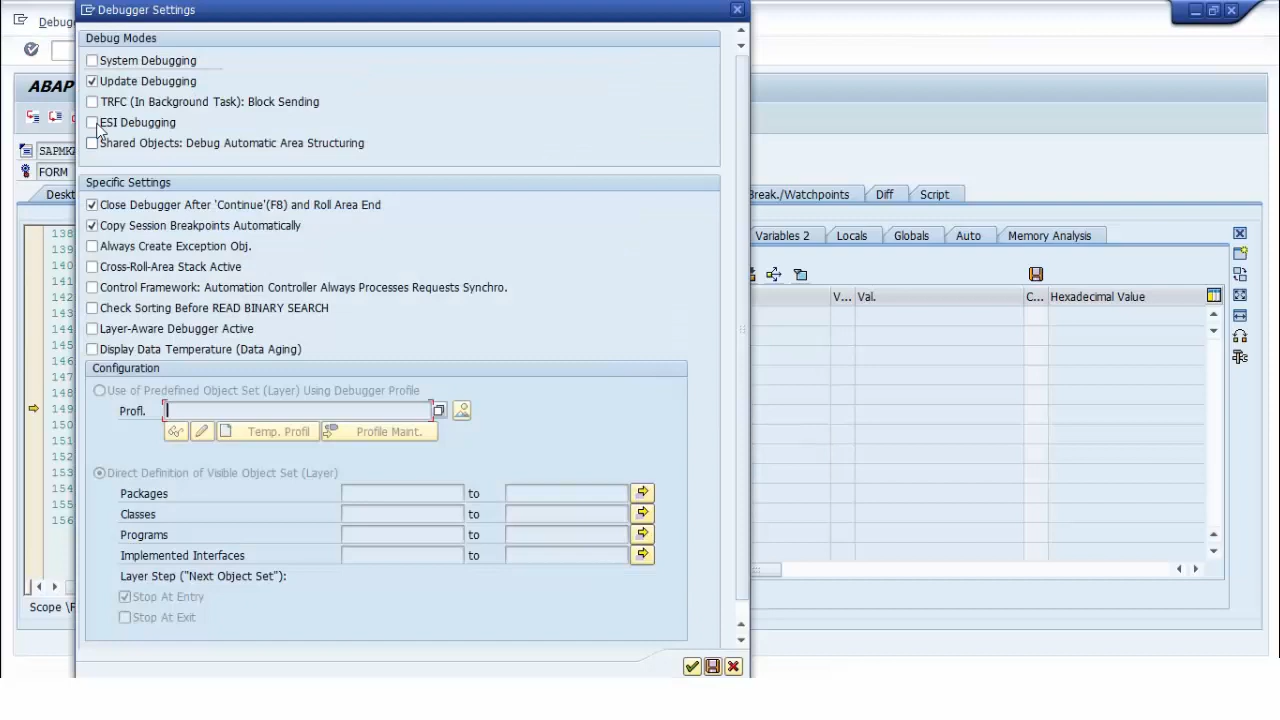 Debugger Settings
Debug
Debug Modes
System Debugging
Update Debugging
TRFC (In Background Task): Block Sending
ESI Debugging
Shared Objects: Debug Automatic Area Structuring
ABAP
FORM
Deskt
Specific Settings
Close Debugger After 'Continue'(F8) and Roll Area End
Copy Session Breakpoints Automatically
Always Create Exception Obj.
Cross-Roll-Area Stack Active
Control Framework: Automation Controller Always Processes Requests Synchro.
Check Sorting Before READ BINARY SEARCH
Layer-Aware Debugger Active
Display Data Temperature (Data Aging)
Configuration
Use of Predefined Object Set (Layer) Using Debugger Profile
Profl.
Temp. Profil Profile Maint.
Direct Definition of Visible Object Set (Layer)
Packages to
Classes to
Programs to
Implemented Interfaces to
Layer Step ("Next Object Set"):
Stop At Entry
Stop At Exit
138
139
140
141
142
143
144
145
146
147
148
149
150
151
152
153
154
155
156
Scope \F
Break./Watchpoints Diff Script
Variables 2 Locals Globals Auto Memory Analysis
V... Val. C... Hexadecimal Value